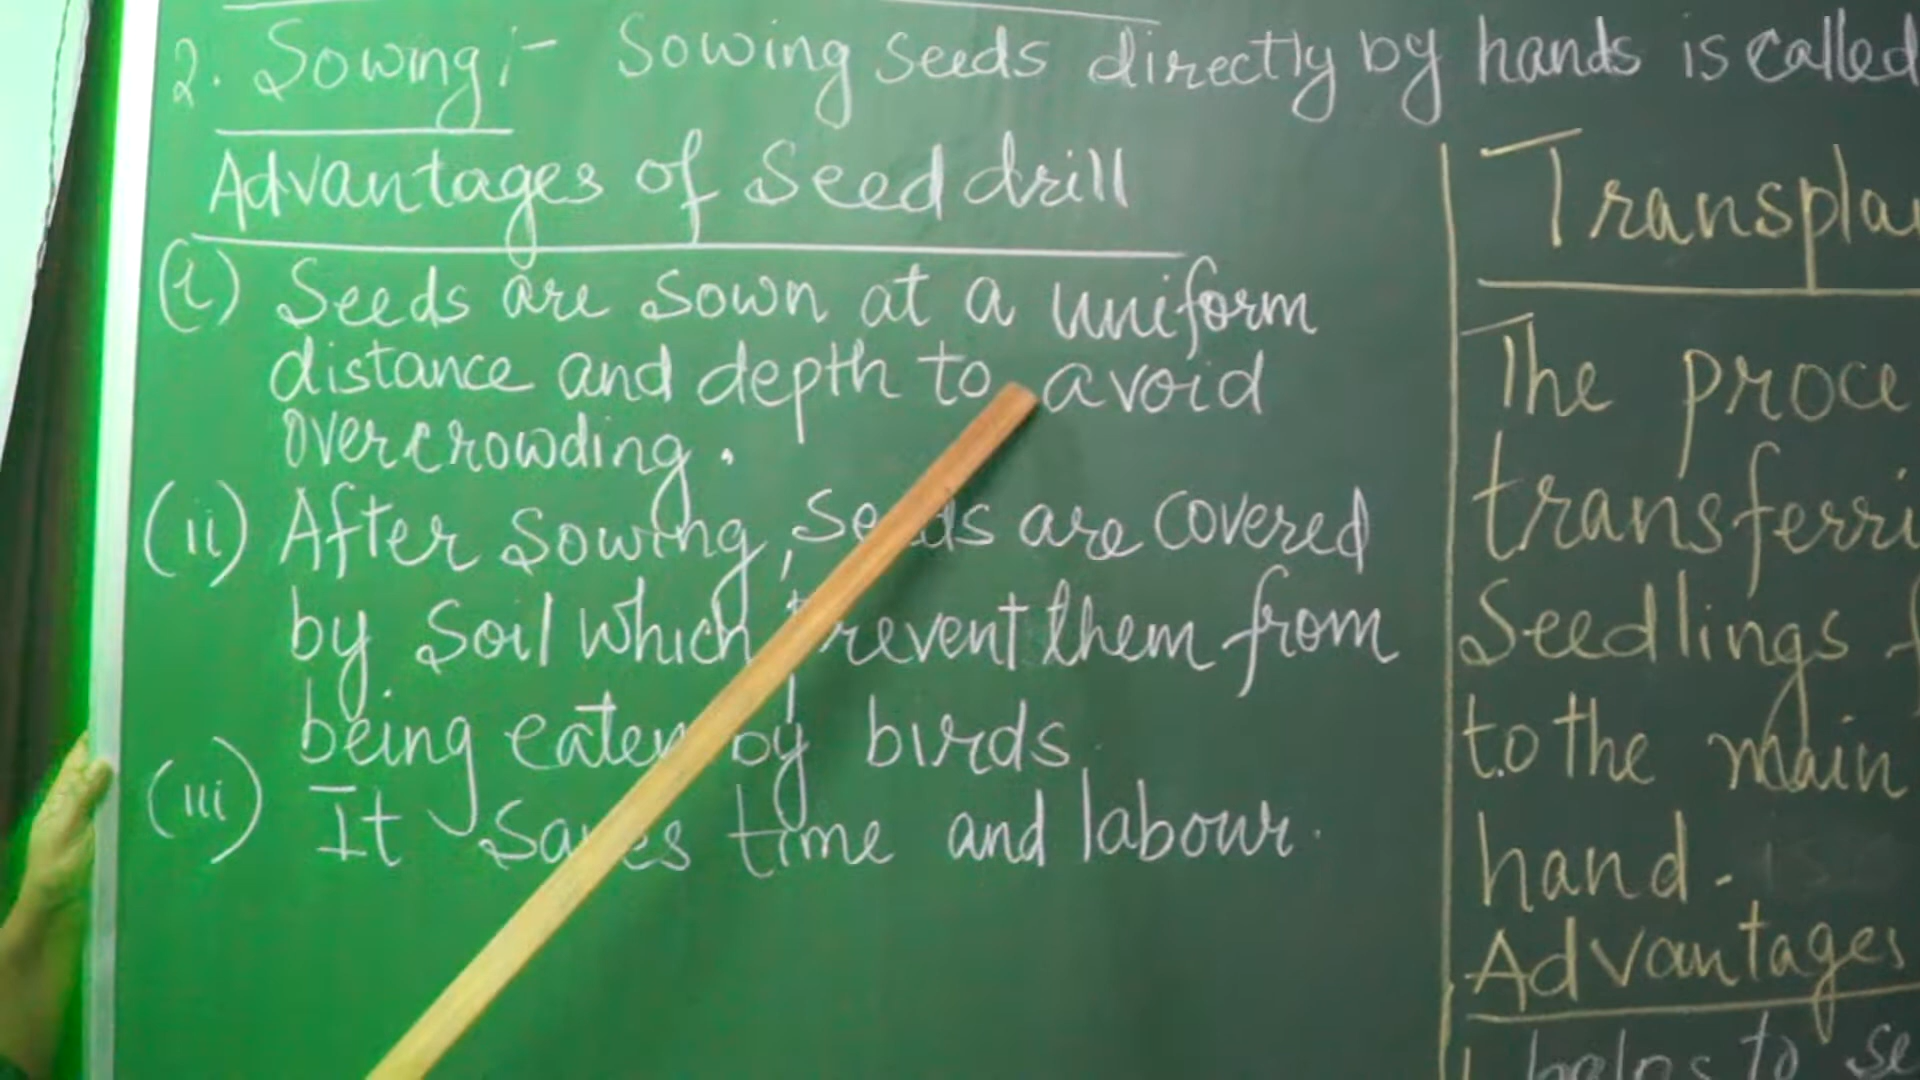 2. Sowing :- Sowing seeds directly by hands is called
Advantages of Seed drill
(i) Seeds are sown at a uniform
distance and depth to avoid
overcrowding.
(ii) After sowing, seeds are covered
by soil which prevent them from
being eaten by birds.
(iii) It saves time and labour.
The
transferri
Seedlings
to the main
hand.
Advantages
helps to